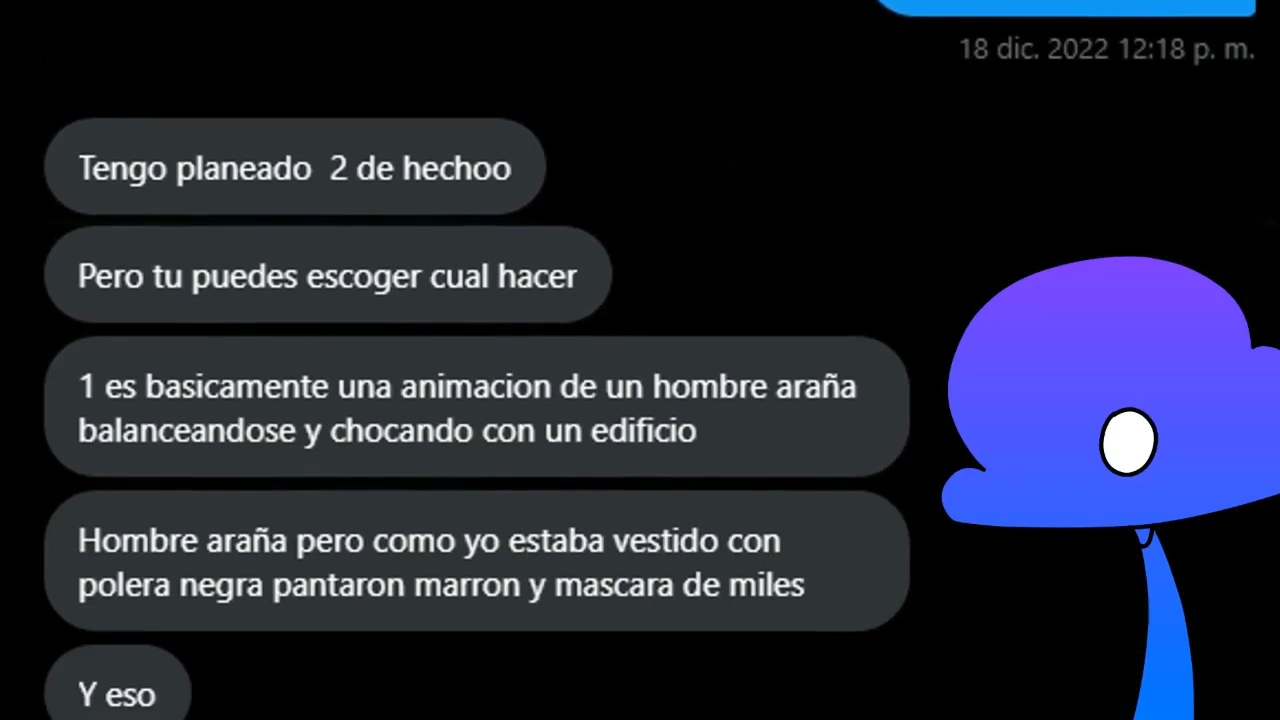 18 dic. 2022 12:18 p. m.
Tengo planeado  2 de hechoo
Pero tu puedes escoger cual hacer
1 es basicamente una animacion de un hombre araña
balanceandose y chocando con un edificio
Hombre araña pero como yo estaba vestido con
polera negra pantaron marron y mascara de miles
Y eso